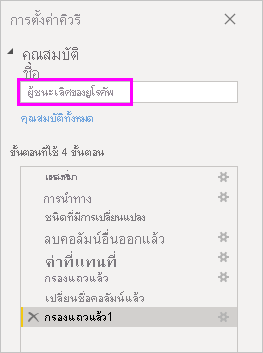 การตั้งค่าคิวรี
คุณสมบัติ
ชื่อ
ผู้ชนะเลิศของยูโรคัพ
คุณสมบัติทั้งหมด
ขั้นตอนที่ใช้ 4 ขั้นตอน
แหล่งที่มา
การนำทาง
ชนิดที่มีการเปลี่ยนแปลง
ลบคอลัมน์อื่นออกแล้ว
ค่าที่แทนที่
กรองแถวแล้ว
เปลี่ยนชื่อคอลัมน์แล้ว
กรองแถวแล้ว1